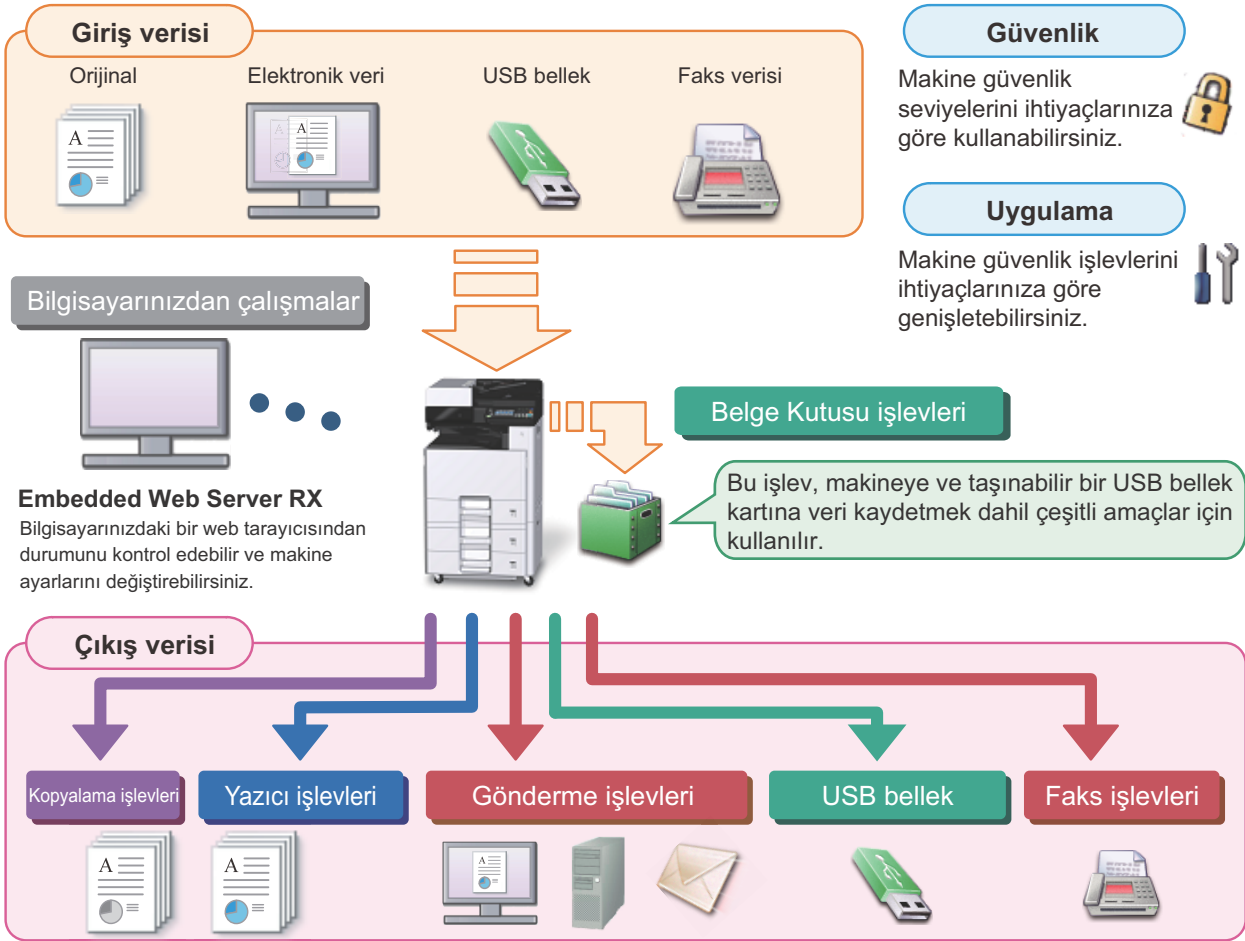 Giriş verisi
Orijinal
Elektronik veri
USB bellek
Faks verisi
Güvenlik
Makine güvenlik
seviyelerini ihtiyaçlarınıza
göre kullanabilirsiniz.
Uygulama
Makine güvenlik işlevlerini
ihtiyaçlarınıza göre
genişletebilirsiniz.
Bilgisayarınızdan çalışmalar
Embedded Web Server RX
Bilgisayarınızdaki bir web tarayıcısından
durumunu kontrol edebilir ve makine
ayarlarını değiştirebilirsiniz.
Belge Kutusu işlevleri
Bu işlev, makineye ve taşınabilir bir USB bellek
kartına veri kaydetmek dahil çeşitli amaçlar için
kullanılır.
Çıkış verisi
Kopyalama işlevleri
Yazıcı işlevleri
Gönderme işlevleri
USB bellek
Faks işlevleri